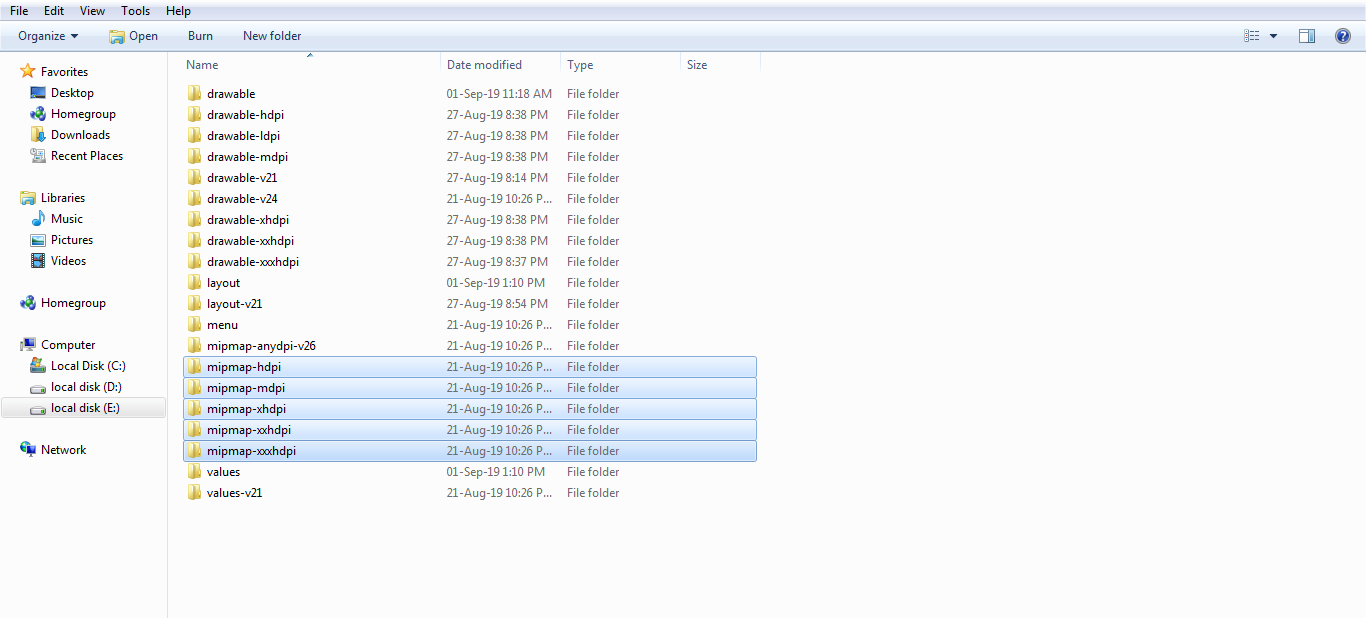 File Edit View Tools Help
Organize Open Burn New folder
Favorites
Desktop
Homegroup
Downloads
Recent Places
Libraries
Music
Pictures
Videos
Homegroup
Computer
Local Disk (C:)
local disk (D:)
local disk (E:)
Network
Name Date modified Type Size
drawable 01-Sep-19 11:18 AM File folder
drawable-hdpi 27-Aug-19 8:38 PM File folder
drawable-ldpi 27-Aug-19 8:38 PM File folder
drawable-mdpi 27-Aug-19 8:38 PM File folder
drawable-v21 27-Aug-19 8:14 PM File folder
drawable-v24 21-Aug-19 10:26 P... File folder
drawable-xhdpi 27-Aug-19 8:38 PM File folder
drawable-xxhdpi 27-Aug-19 8:38 PM File folder
drawable-xxxhdpi 27-Aug-19 8:37 PM File folder
layout 01-Sep-19 1:10 PM File folder
layout-v21 27-Aug-19 8:54 PM File folder
menu 21-Aug-19 10:26 P... File folder
mipmap-anydpi-v26 21-Aug-19 10:26 P... File folder
mipmap-hdpi 21-Aug-19 10:26 P... File folder
mipmap-mdpi 21-Aug-19 10:26 P... File folder
mipmap-xhdpi 21-Aug-19 10:26 P... File folder
mipmap-xxhdpi 21-Aug-19 10:26 P... File folder
mipmap-xxxhdpi 21-Aug-19 10:26 P... File folder
values 01-Sep-19 1:10 PM File folder
values-v21 21-Aug-19 10:26 P... File folder